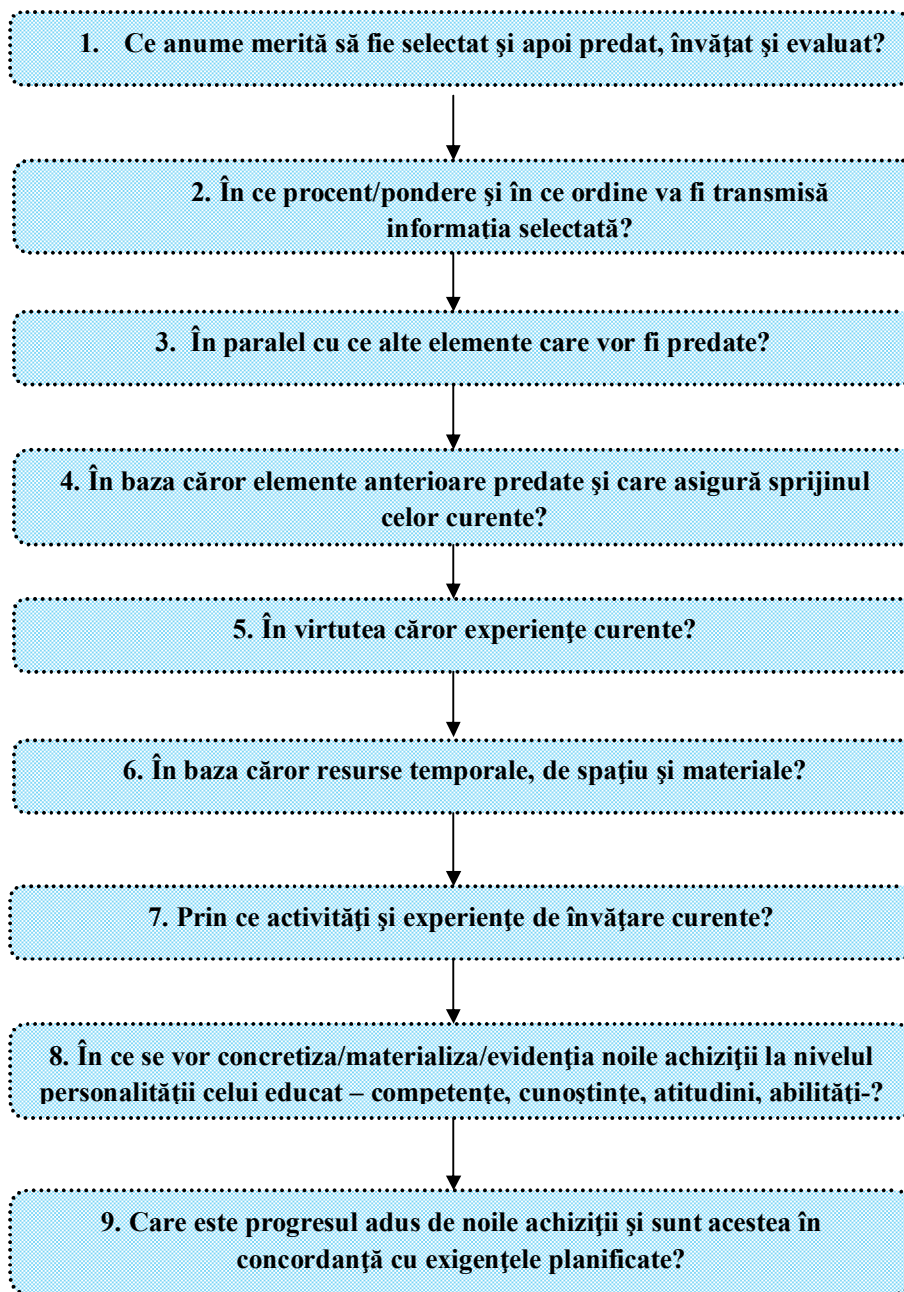 1. Ce anume merită să fie selectat şi apoi predat, învăţat şi evaluat?
2. În ce procent/pondere şi în ce ordine va fi transmisă
informaţia selectată?
3. În paralel cu ce alte elemente care vor fi predate?
4. În baza căror elemente anterioare predate şi care asigură sprijinul
celor curente?
5. În virtutea căror experienţe curente?
6. În baza căror resurse temporale, de spaţiu şi materiale?
7. Prin ce activităţi şi experienţe de învăţare curente?
8. În ce se vor concretiza/materializa/evidenţia noile achiziţii la nivelul
personalităţii celui educat – competenţe, cunoştinţe, atitudini, abilităţi-?
9. Care este progresul adus de noile achiziţii şi sunt acestea în
concordanţă cu exigenţele planificate?